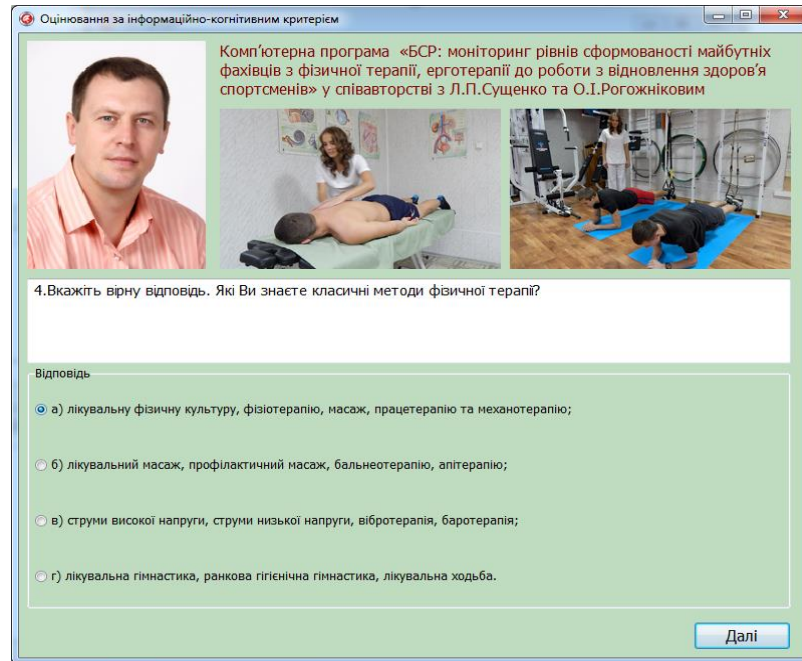 Оцінювання за інформаційно-когнітивним критерієм
Комп’ютерна програма «БСР: моніторинг рівнів сформованості майбутніх
фахівців з фізичної терапії, ерготерапії до роботи з відновлення здоров’я
спортсменів» у співавторстві з Л.П.Сущенко та О.І.Рогожніковим
4.Вкажіть вірну відповідь. Які Ви знаєте класичні методи фізичної терапії?
Відповідь
а) лікувальну фізичну культуру, фізіотерапію, масаж, працетерапію та механотерапію;
б) лікувальний масаж, профілактичний масаж, бальнеотерапію, апітерапію;
в) струми високої напруги, струми низької напруги, вібротерапія, баротерапія;
г) лікувальна гімнастика, ранкова гігієнічна гімнастика, лікувальна ходьба.
Далі